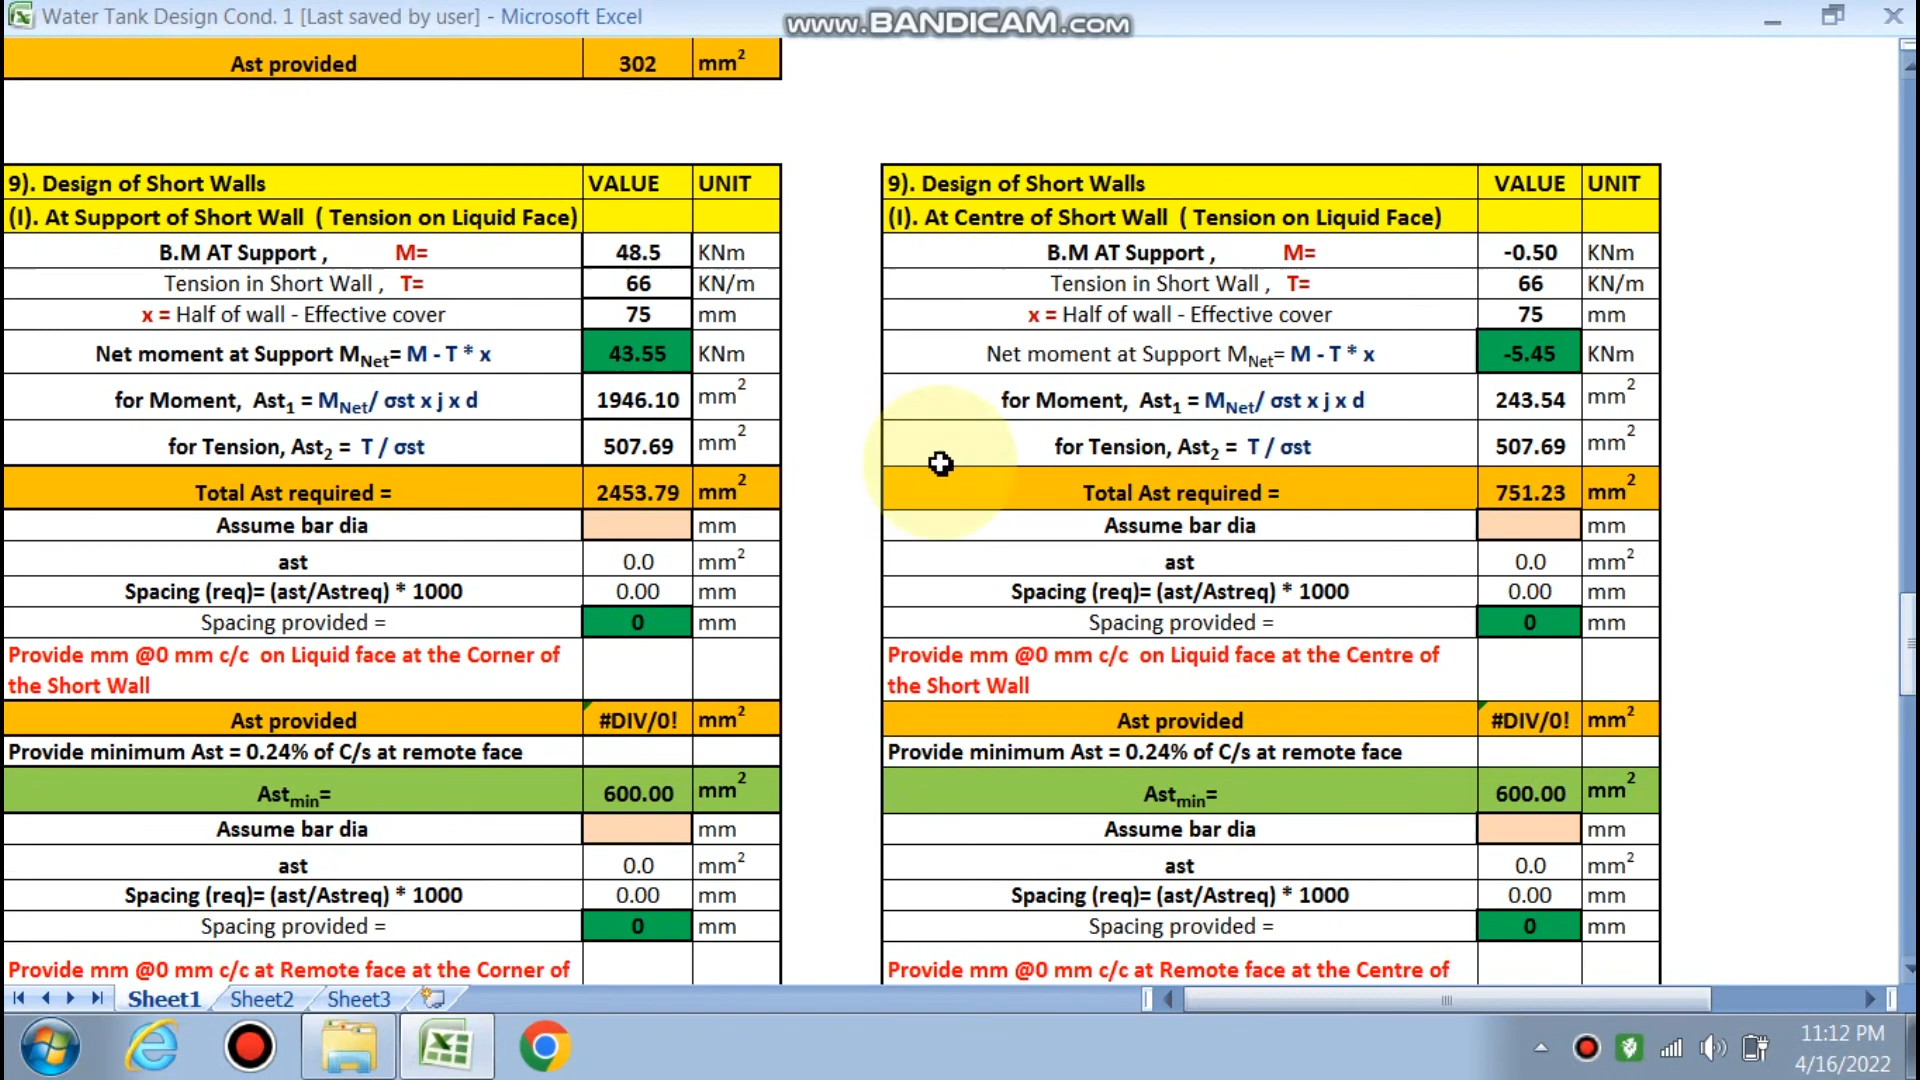 Water Tank Design Cond. 1 [Last saved by user] - Microsoft Excel
www.BANDICAM.com
Ast provided 302 mm²
9). Design of Short Walls VALUE UNIT
(I). At Support of Short Wall ( Tension on Liquid Face)
B.M AT Support , M= 48.5 KNm
Tension in Short Wall , T= 66 KN/m
x = Half of wall - Effective cover 75 mm
Net moment at Support MNet= M - T * x 43.55 KNm
for Moment, Ast1 = MNet/ σst x j x d 1946.10 mm²
for Tension, Ast2 = T / σst 507.69 mm²
Total Ast required = 2453.79 mm²
Assume bar dia mm
ast 0.0 mm²
Spacing (req)= (ast/Astreq) * 1000 0.00 mm
Spacing provided = 0 mm
Provide mm @0 mm c/c on Liquid face at the Corner of
the Short Wall
Ast provided #DIV/0! mm²
Provide minimum Ast = 0.24% of C/s at remote face
Astmin= 600.00 mm²
Assume bar dia mm
ast 0.0 mm²
Spacing (req)= (ast/Astreq) * 1000 0.00 mm
Spacing provided = 0 mm
Provide mm @0 mm c/c at Remote face at the Corner of
9). Design of Short Walls VALUE UNIT
(I). At Centre of Short Wall ( Tension on Liquid Face)
B.M AT Support , M= -0.50 KNm
Tension in Short Wall , T= 66 KN/m
x = Half of wall - Effective cover 75 mm
Net moment at Support MNet= M - T * x -5.45 KNm
for Moment, Ast1 = MNet/ σst x j x d 243.54 mm²
for Tension, Ast2 = T / σst 507.69 mm²
Total Ast required = 751.23 mm²
Assume bar dia mm
ast 0.0 mm²
Spacing (req)= (ast/Astreq) * 1000 0.00 mm
Spacing provided = 0 mm
Provide mm @0 mm c/c on Liquid face at the Centre of
the Short Wall
Ast provided #DIV/0! mm²
Provide minimum Ast = 0.24% of C/s at remote face
Astmin= 600.00 mm²
Assume bar dia mm
ast 0.0 mm²
Spacing (req)= (ast/Astreq) * 1000 0.00 mm
Spacing provided = 0 mm
Provide mm @0 mm c/c at Remote face at the Centre of
Sheet1 Sheet2 Sheet3
11:12 PM
4/16/2022